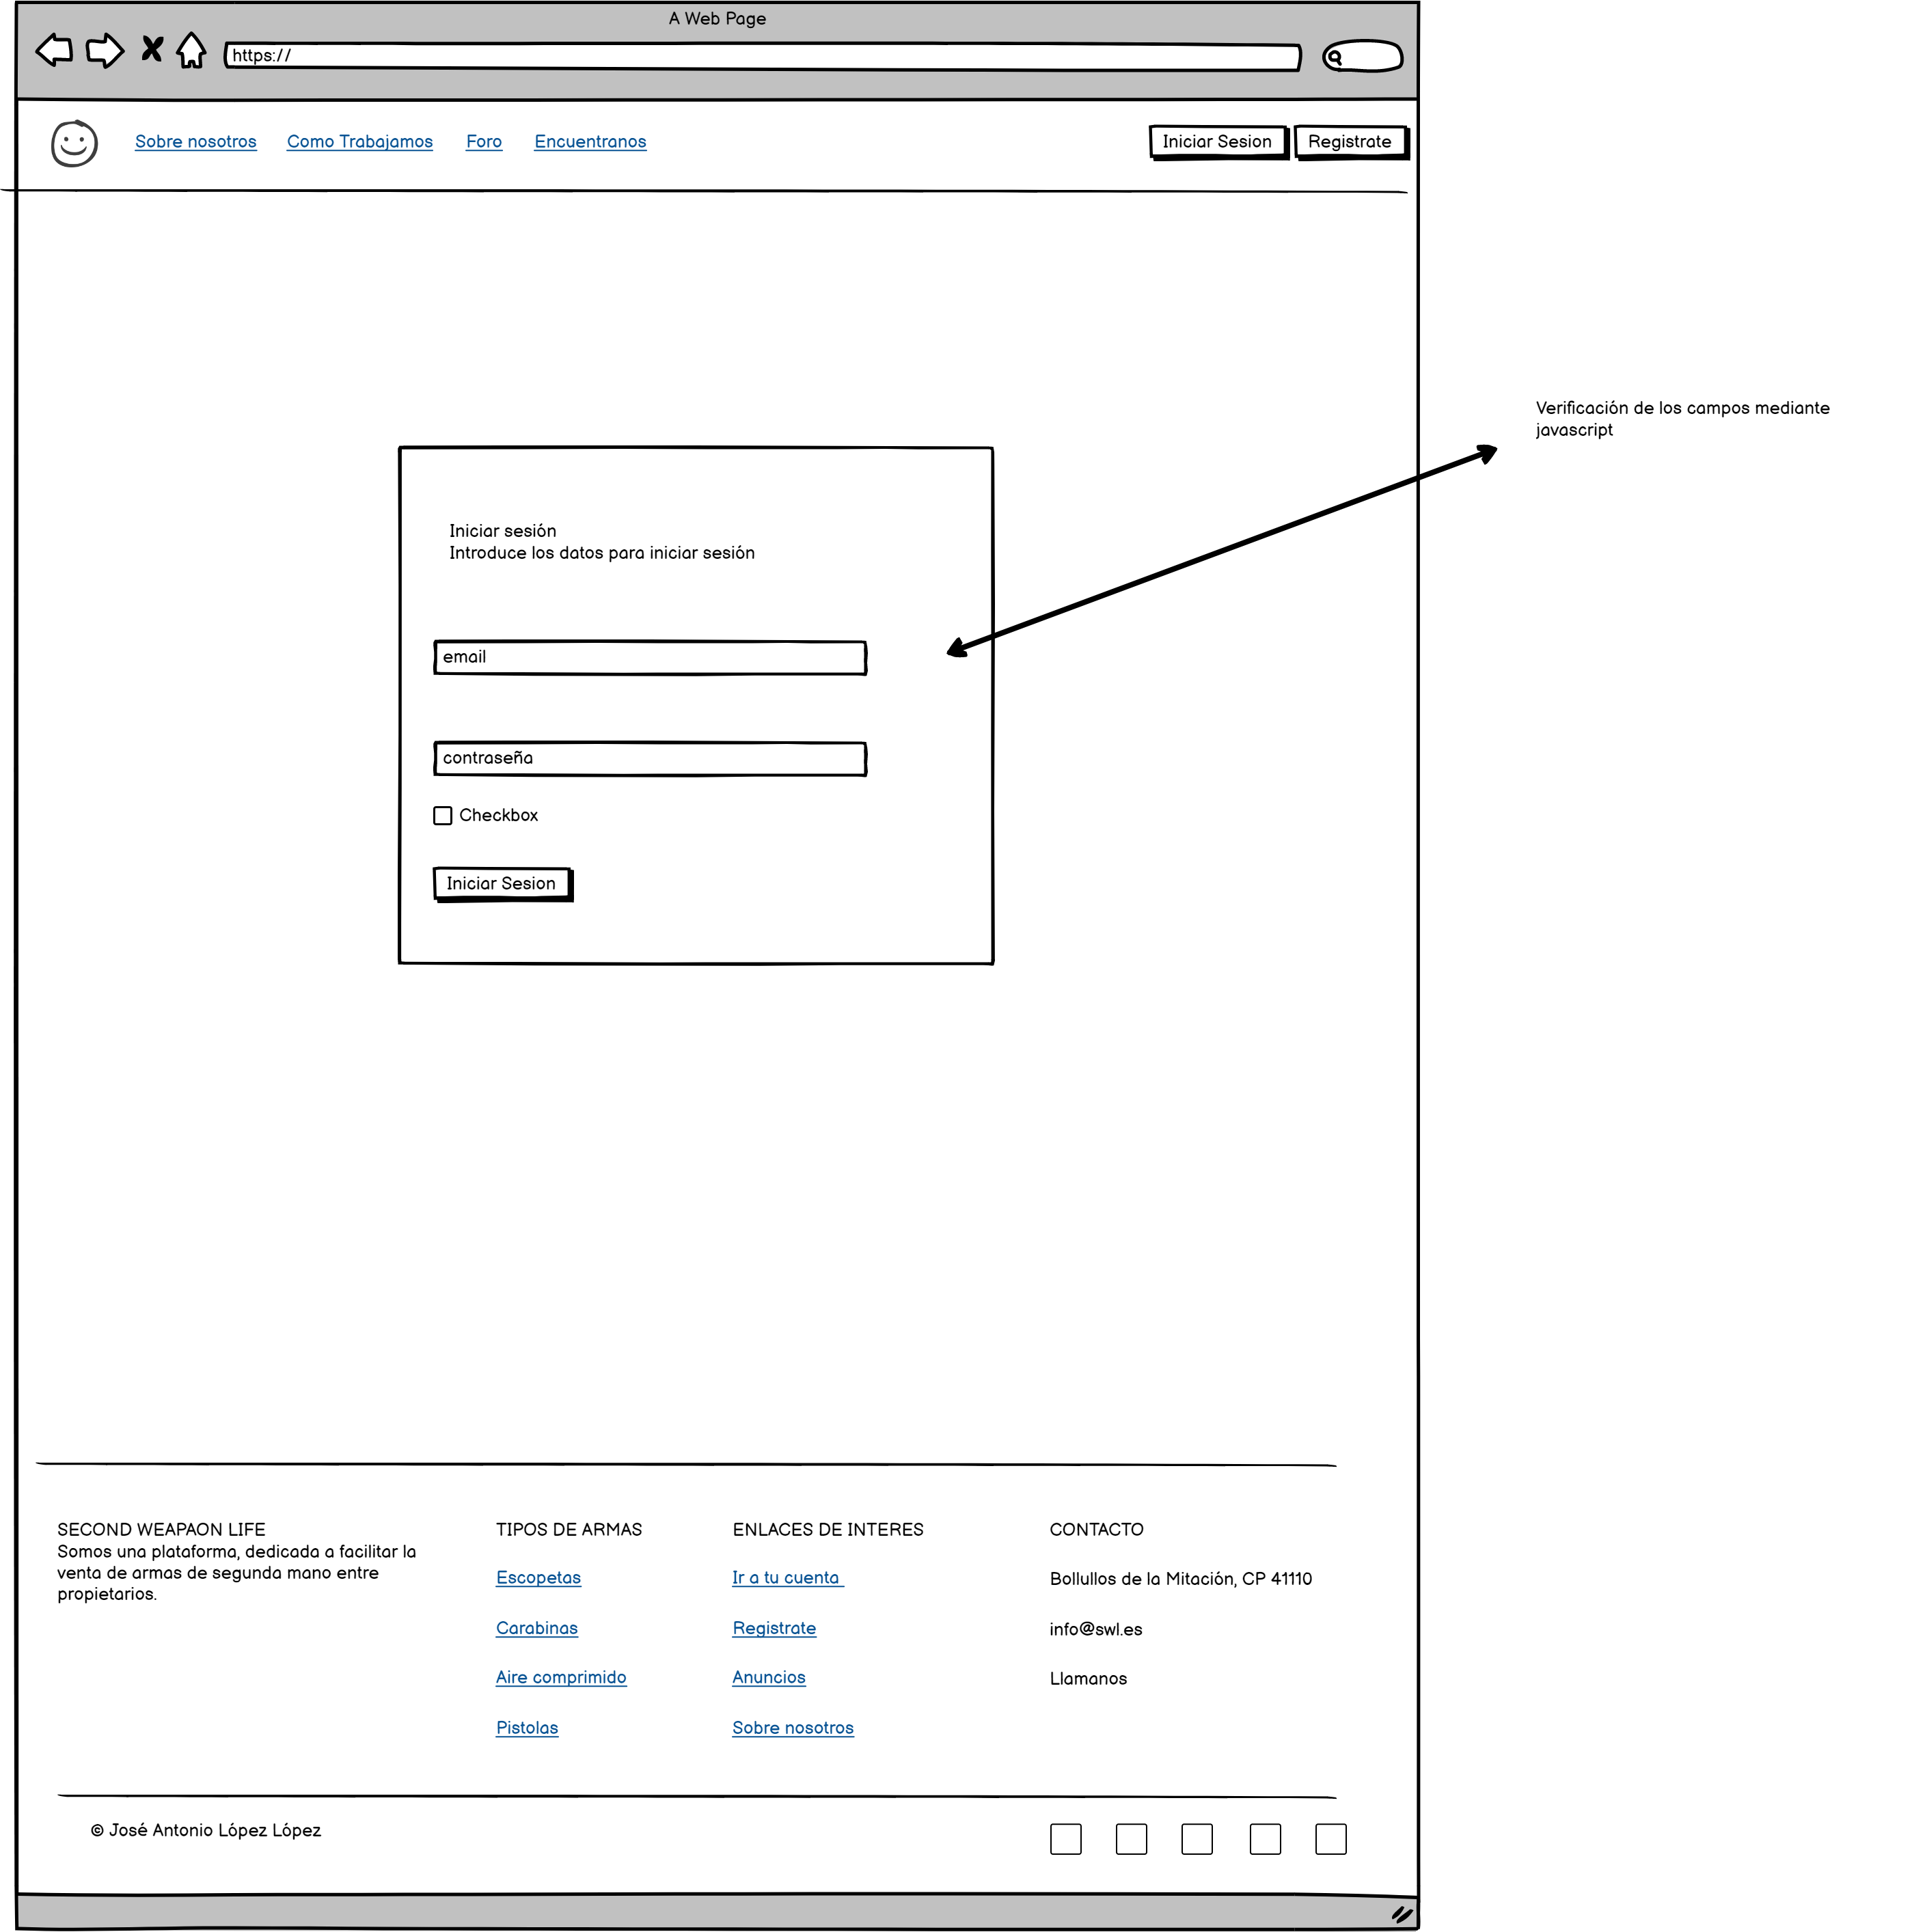 A Web Page
https://
Sobre nosotros
Como Trabajamos
Foro
Encuentranos
Iniciar Sesion
Registrate
Verificación de los campos mediante
javascript
Iniciar sesión
Introduce los datos para iniciar sesión
email
contraseña
Checkbox
Iniciar Sesion
SECOND WEAPAON LIFE
Somos una plataforma, dedicada a facilitar la
venta de armas de segunda mano entre
propietarios.
TIPOS DE ARMAS
Escopetas
Carabinas
Aire comprimido
Pistolas
ENLACES DE INTERES
Ir a tu cuenta
Registrate
Anuncios
Sobre nosotros
CONTACTO
Bollullos de la Mitación, CP 41110
info@swl.es
Llamanos
© José Antonio López López